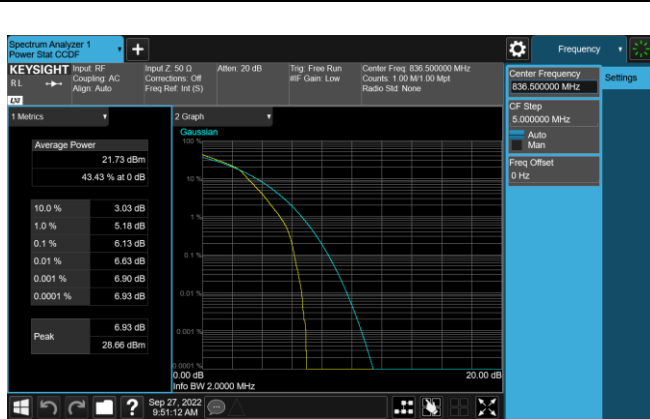 Spectrum Analyzer 1
Power Stat CCDF
Frequency
KEYSIGHT
R L
LXI
Input: RF
Coupling: AC
Align: Auto
Input Z: 50 Ω
Corrections: Off
Freq Ref: Int (S)
Atten: 20 dB
Trig: Free Run
#IF Gain: Low
Center Freq: 836.500000 MHz
Counts: 1.00 M/1.00 Mpt
Radio Std: None
Center Frequency
836.500000 MHz
Settings
CF Step
5.000000 MHz
Auto
Man
Freq Offset
0 Hz
1 Metrics
Average Power
21.73 dBm
43.43 % at 0 dB
10.0 % 3.03 dB
1.0 % 5.18 dB
0.1 % 6.13 dB
0.01 % 6.63 dB
0.001 % 6.90 dB
0.0001 % 6.93 dB
Peak
6.93 dB
28.66 dBm
2 Graph
Gaussian
100 %
10 %
1 %
0.1 %
0.01 %
0.001 %
0.0001 %
0.00 dB 20.00 dB
Info BW 2.0000 MHz
?
Sep 27, 2022
9:51:12 AM